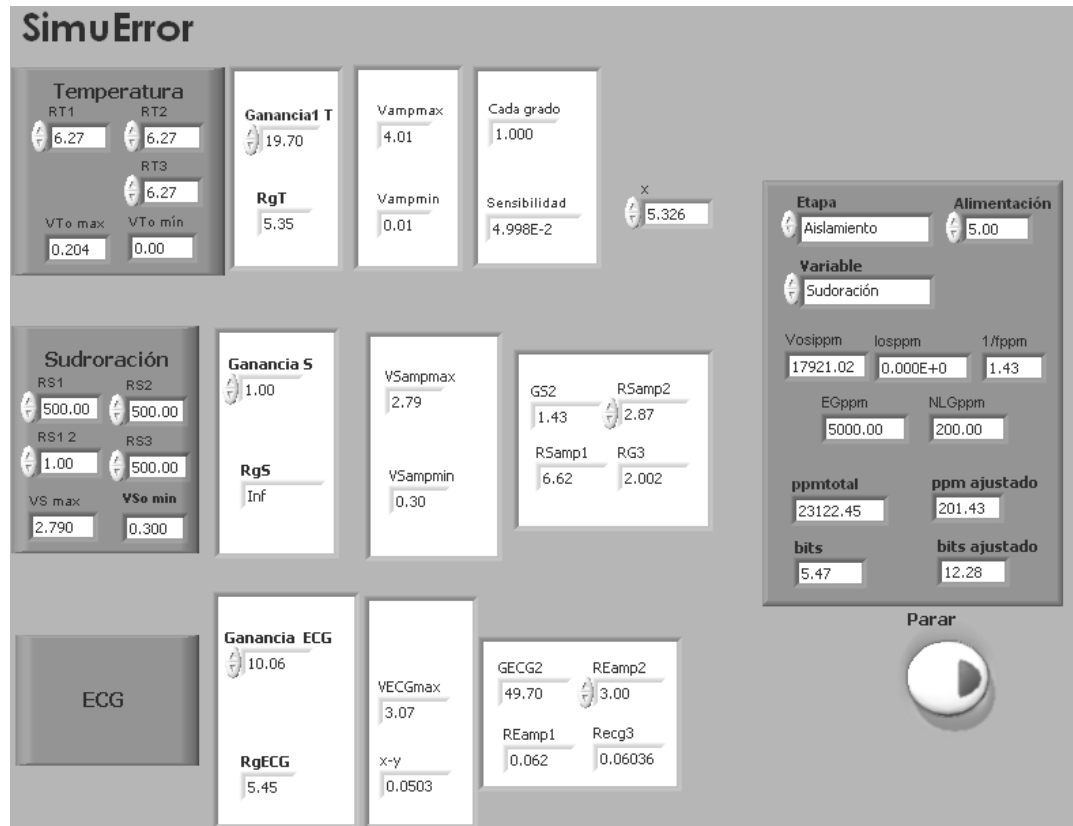 SimuError
Temperatura
RT1 RT2
6.27 6.27
RT3
6.27
VTo max VTo mín
0.204 0.00
Ganancia1 T
19.70
RgT
5.35
Vampmax
4.01
Vampmin
0.01
Cada grado
1.000
Sensibilidad
4.998E-2
x
5.326
Sudroración
RS1 RS2
500.00 500.00
RS1 2 RS3
1.00 500.00
VS max VSo min
2.790 0.300
Ganancia S
1.00
RgS
Inf
VSampmax
2.79
VSampmin
0.30
GS2 RSamp2
1.43 2.87
RSamp1 RG3
6.62 2.002
ECG
Ganancia ECG
10.06
RgECG
5.45
VECGmax
3.07
x-y
0.0503
GECG2 REamp2
49.70 3.00
REamp1 Recg3
0.062 0.06036
Etapa Alimentación
Aislamiento 5.00
Variable
Sudoración
Vosippm Iosppm 1/fppm
17921.02 0.000E+0 1.43
EGppm NLGppm
5000.00 200.00
ppmtotal ppm ajustado
23122.45 201.43
bits bits ajustado
5.47 12.28
Parar